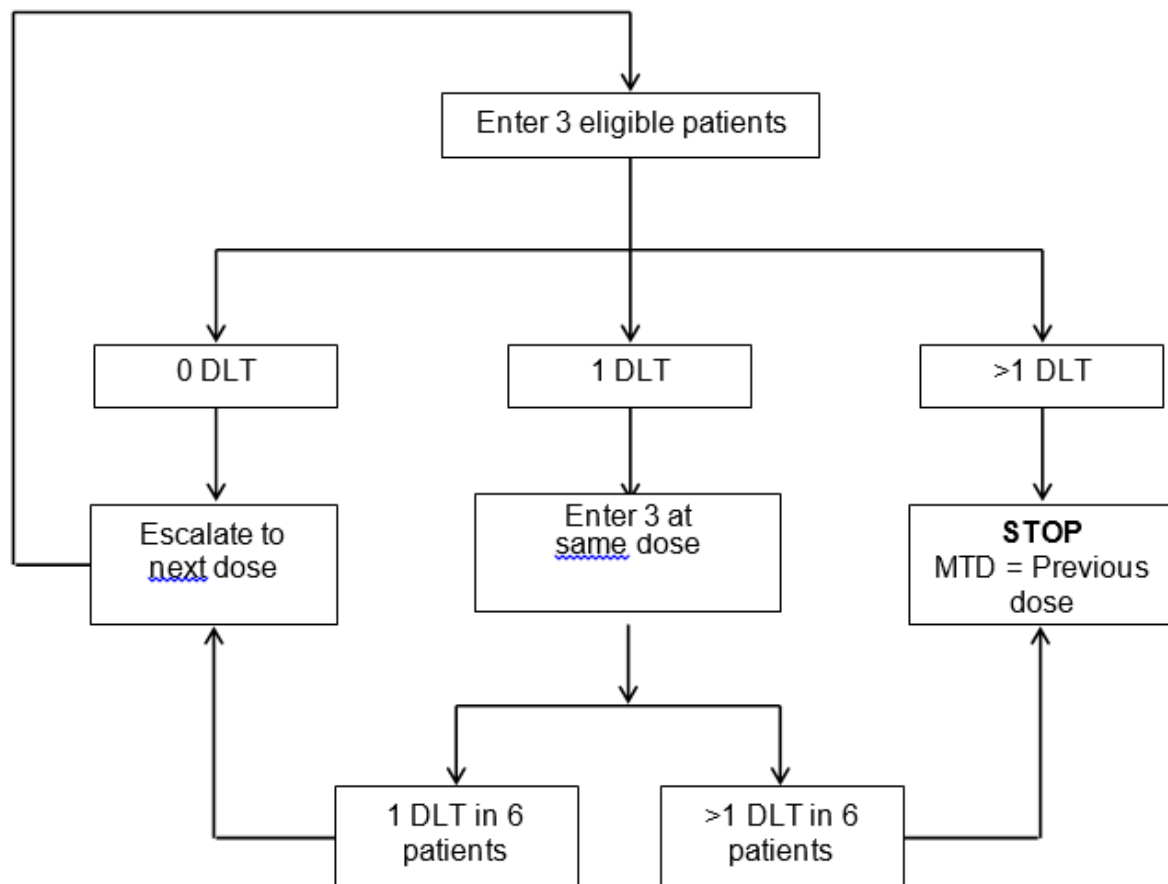 Enter 3 eligible patients
0 DLT
1 DLT
>1 DLT
Escalate to
next dose
Enter 3 at
same dose
STOP
MTD = Previous
dose
1 DLT in 6
patients
>1 DLT in 6
patients